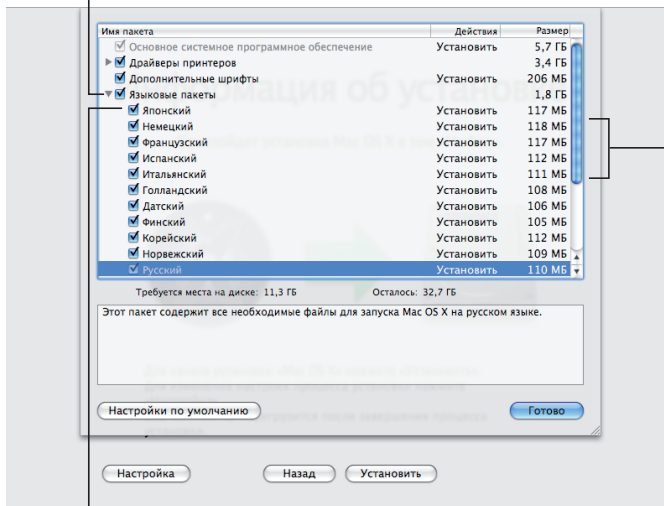 Имя пакета Действия Размер
Основное системное программное обеспечение Установить 5,7 ГБ
Драйверы принтеров 3,4 ГБ
Дополнительные шрифты Установить 206 МБ
Языковые пакеты 1,8 ГБ
Японский Установить 117 МБ
Немецкий Установить 118 МБ
Французский Установить 117 МБ
Испанский Установить 112 МБ
Итальянский Установить 111 МБ
Голландский Установить 108 МБ
Датский Установить 106 МБ
Финский Установить 105 МБ
Корейский Установить 112 МБ
Норвежский Установить 109 МБ
Русский Установить 110 МБ
Требуется места на диске: 11,3 ГБ Осталось: 32,7 ГБ
Этот пакет содержит все необходимые файлы для запуска Mac OS X на русском языке.
Настройки по умолчанию Готово
Настройка Назад Установить